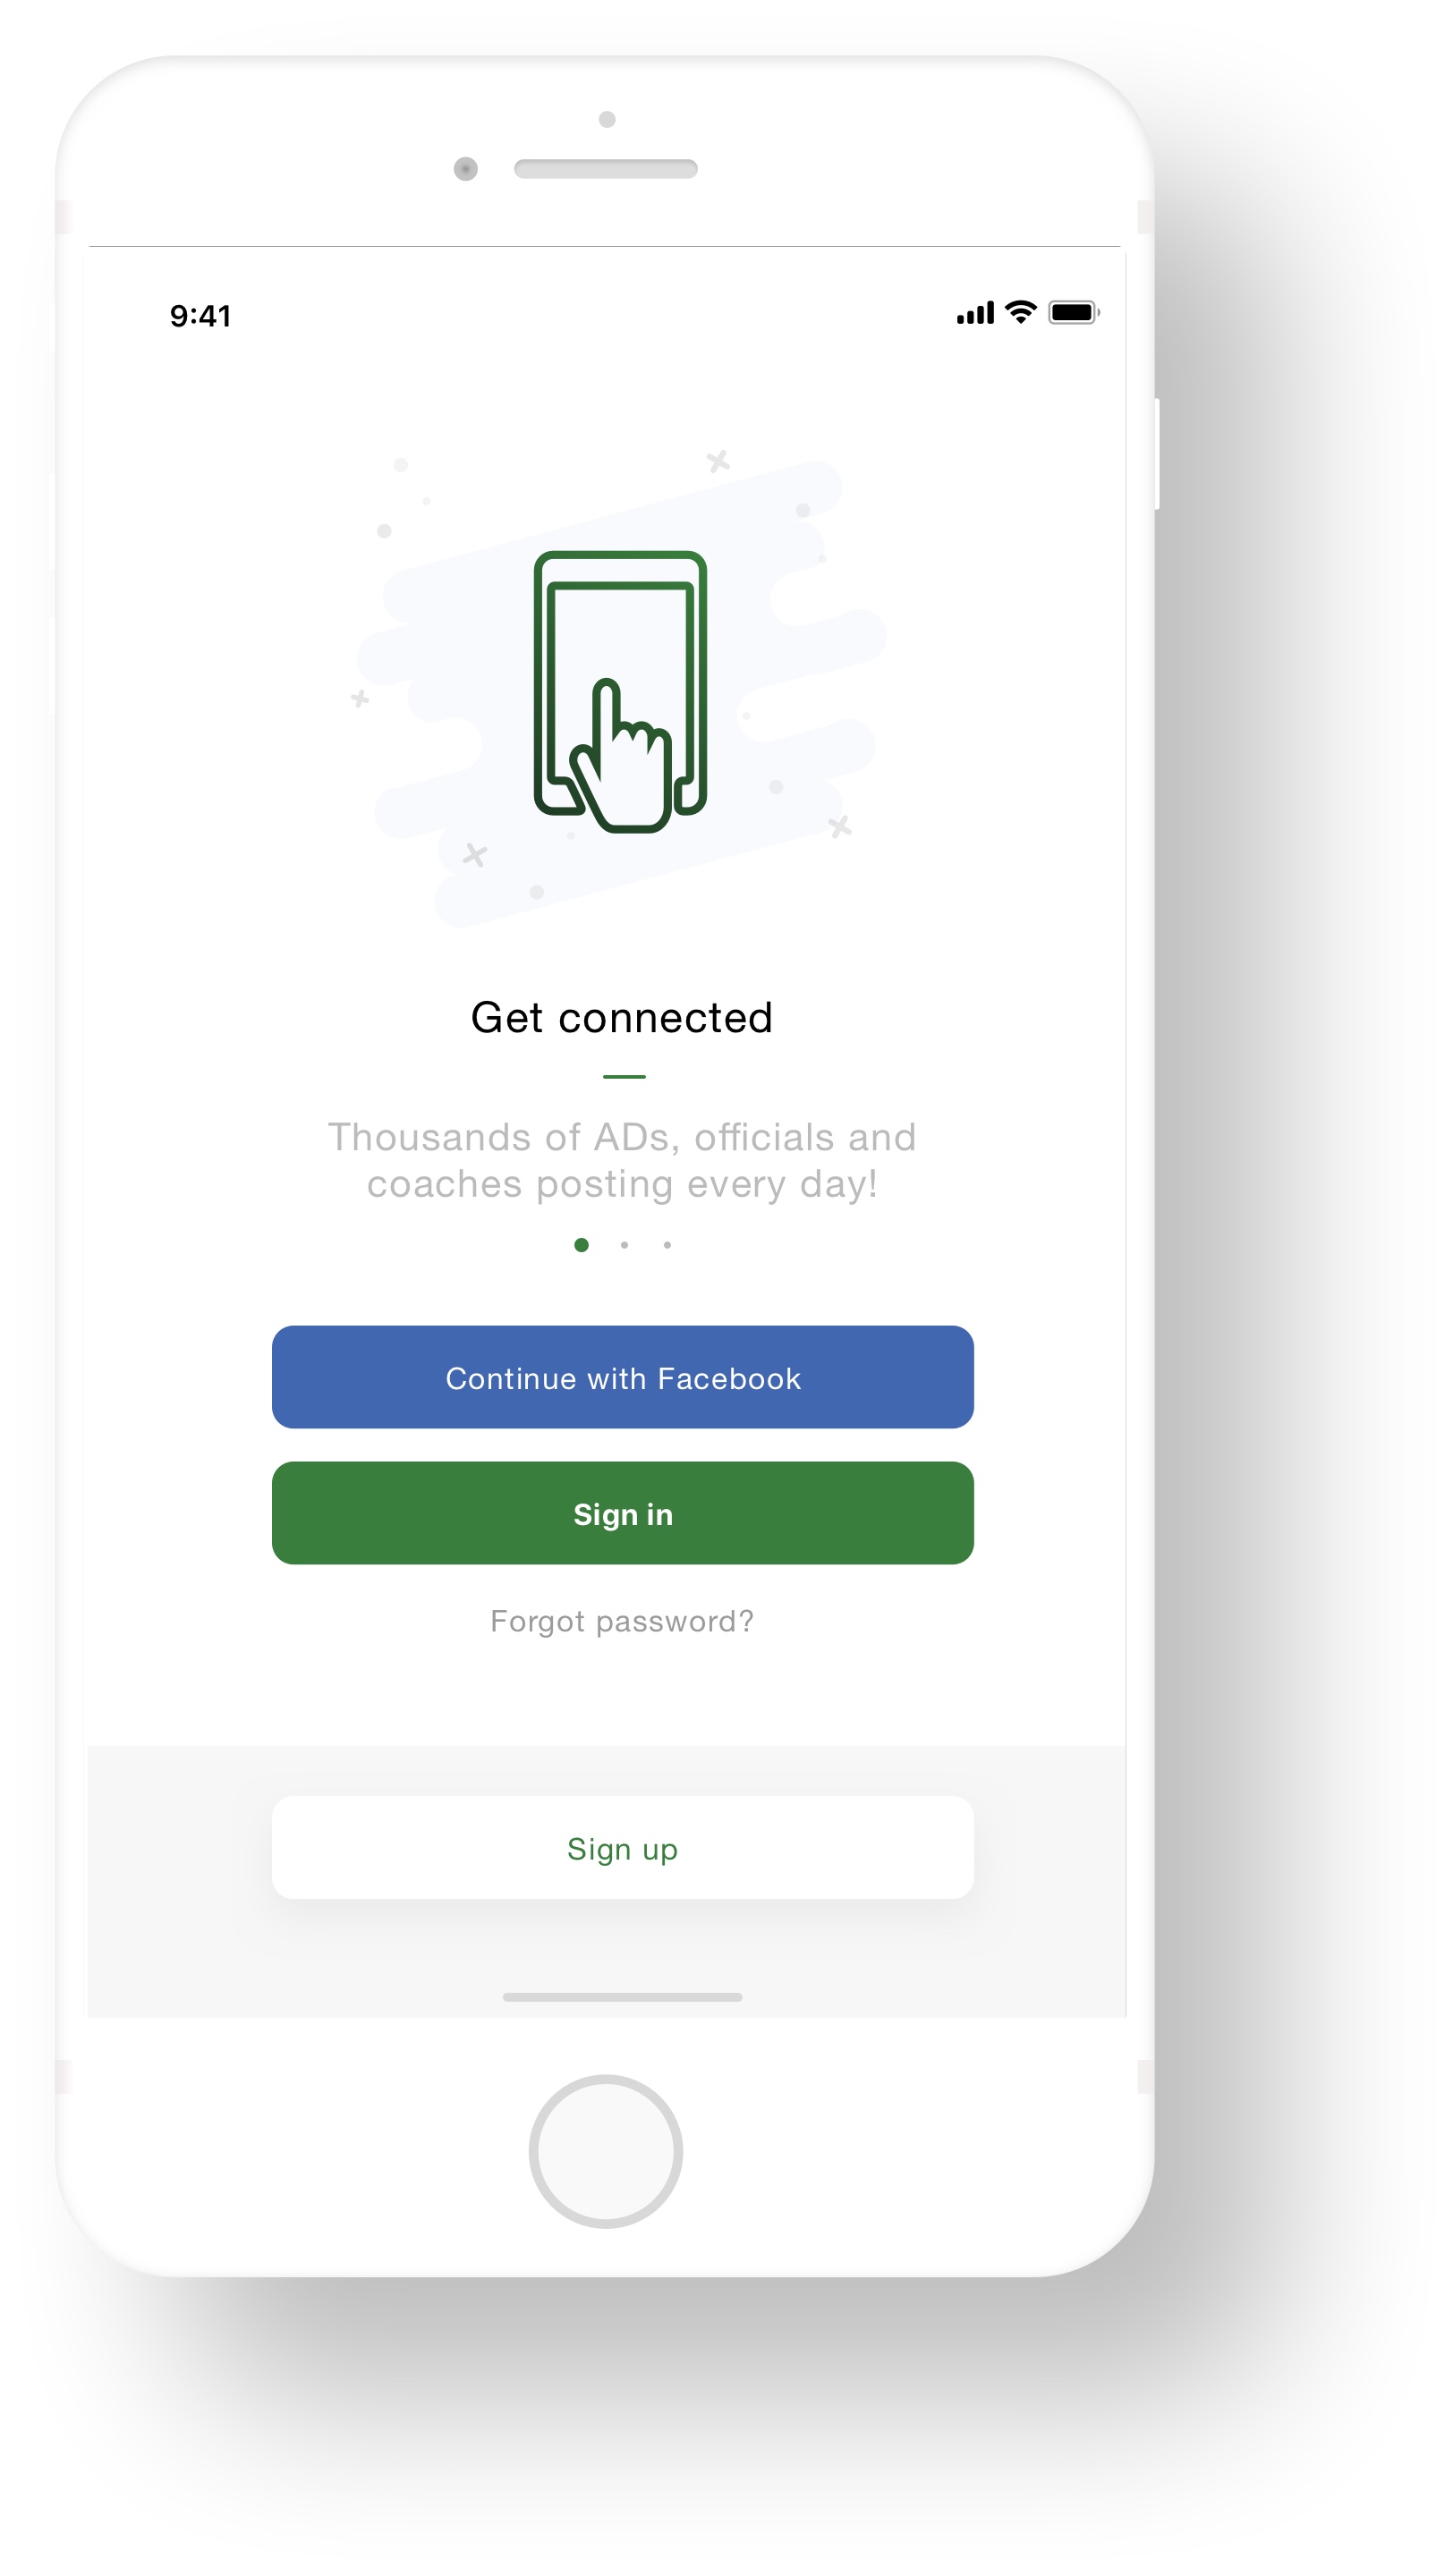 9:41
Get connected
Thousands of ADs, officials and
coaches posting every day!
Continue with Facebook
Sign in
Forgot password?
Sign up